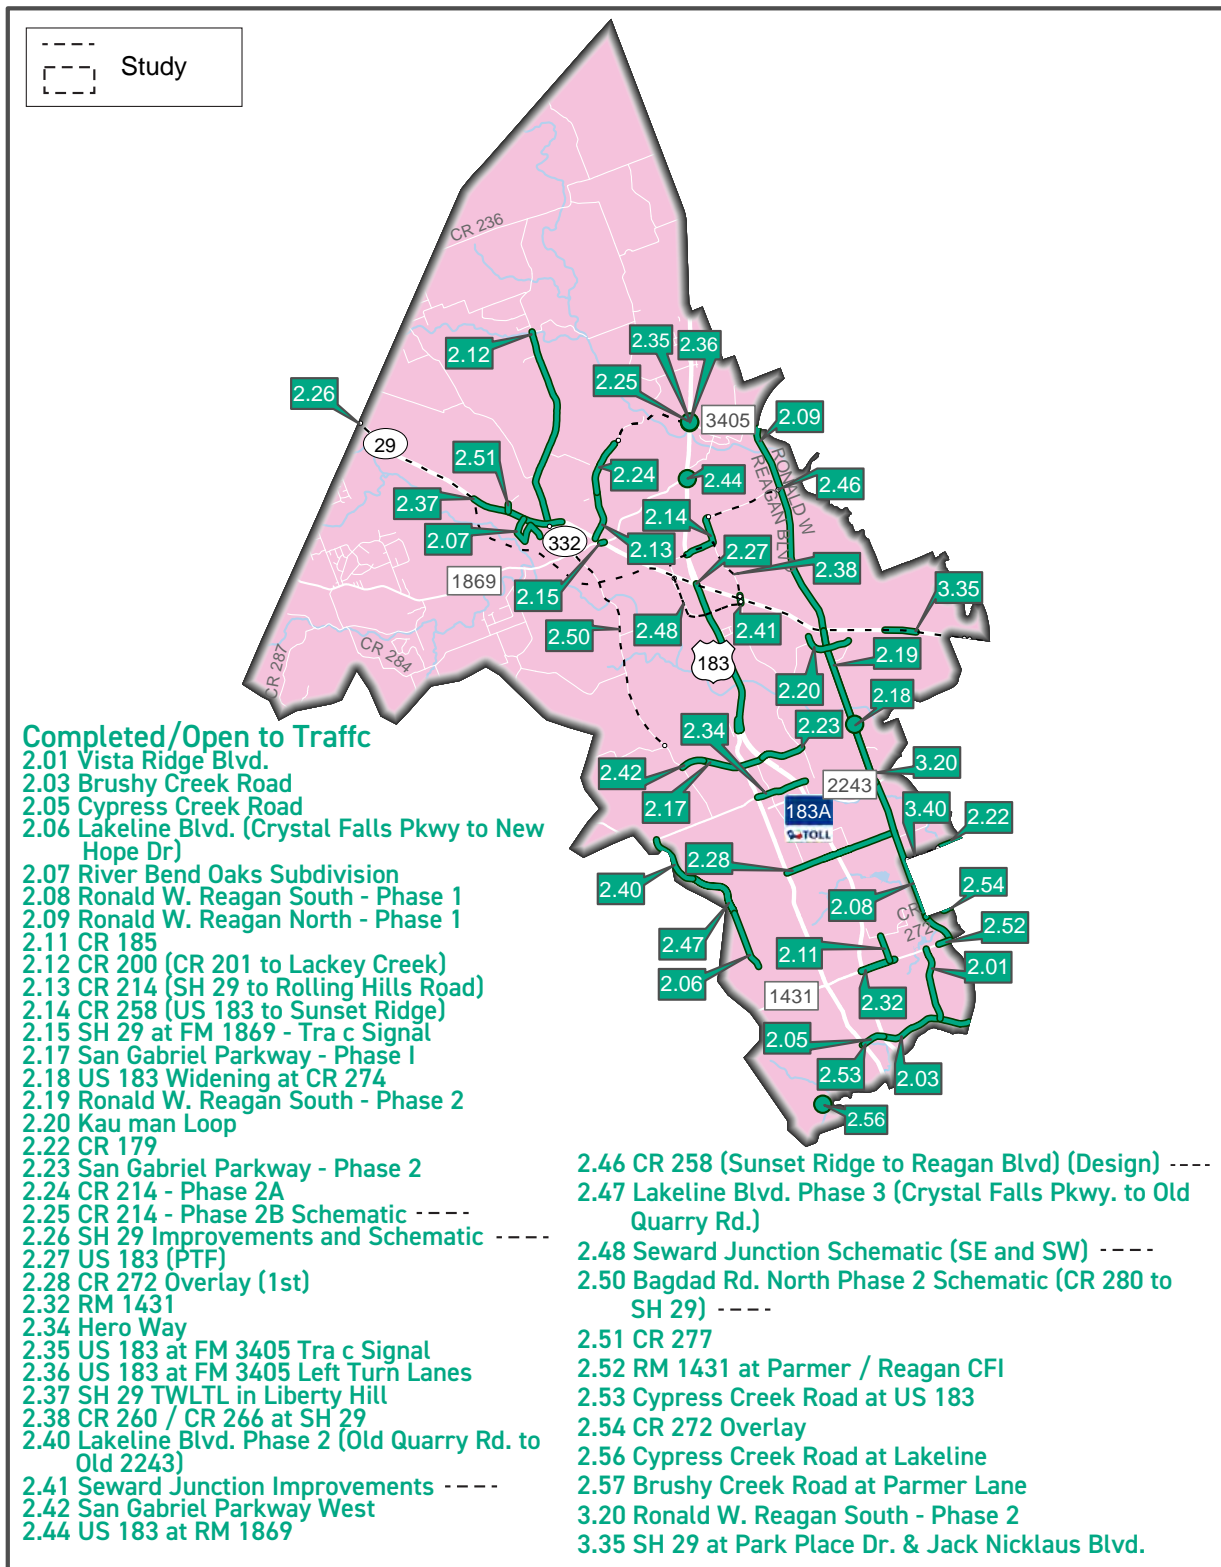 Study
CR 236
2.35
2.36
2.12
2.25
2.26
3405
2.09
29
2.51
2.24
2.44
RONALD W
REAGAN BLVD
2.46
2.37
2.14
2.07
332
2.13
2.27
2.38
1869
2.15
3.35
2.50
2.48
2.41
CR 284
CR 287
183
2.19
2.20
2.18
2.34
2.23
2.42
3.20
2243
2.17
183A
TOLL
3.40
2.22
2.28
2.40
2.54
2.08
CR
272
2.52
2.47
2.11
2.01
2.06
1431
2.32
2.05
2.53
2.03
2.56
Completed/Open to Traffc
2.01 Vista Ridge Blvd.
2.03 Brushy Creek Road
2.05 Cypress Creek Road
2.06 Lakeline Blvd. (Crystal Falls Pkwy to New
Hope Dr)
2.07 River Bend Oaks Subdivision
2.08 Ronald W. Reagan South - Phase 1
2.09 Ronald W. Reagan North - Phase 1
2.11 CR 185
2.12 CR 200 (CR 201 to Lackey Creek)
2.13 CR 214 (SH 29 to Rolling Hills Road)
2.14 CR 258 (US 183 to Sunset Ridge)
2.15 SH 29 at FM 1869 - Tra c Signal
2.17 San Gabriel Parkway - Phase I
2.18 US 183 Widening at CR 274
2.19 Ronald W. Reagan South - Phase 2
2.20 Kau man Loop
2.22 CR 179
2.23 San Gabriel Parkway - Phase 2
2.24 CR 214 - Phase 2A
2.25 CR 214 - Phase 2B Schematic ----
2.26 SH 29 Improvements and Schematic ----
2.27 US 183 (PTF)
2.28 CR 272 Overlay (1st)
2.32 RM 1431
2.34 Hero Way
2.35 US 183 at FM 3405 Tra c Signal
2.36 US 183 at FM 3405 Left Turn Lanes
2.37 SH 29 TWLTL in Liberty Hill
2.38 CR 260 / CR 266 at SH 29
2.40 Lakeline Blvd. Phase 2 (Old Quarry Rd. to
Old 2243)
2.41 Seward Junction Improvements ----
2.42 San Gabriel Parkway West
2.44 US 183 at RM 1869
2.46 CR 258 (Sunset Ridge to Reagan Blvd) (Design) ----
2.47 Lakeline Blvd. Phase 3 (Crystal Falls Pkwy. to Old
Quarry Rd.)
2.48 Seward Junction Schematic (SE and SW) ----
2.50 Bagdad Rd. North Phase 2 Schematic (CR 280 to
SH 29) ----
2.51 CR 277
2.52 RM 1431 at Parmer / Reagan CFI
2.53 Cypress Creek Road at US 183
2.54 CR 272 Overlay
2.56 Cypress Creek Road at Lakeline
2.57 Brushy Creek Road at Parmer Lane
3.20 Ronald W. Reagan South - Phase 2
3.35 SH 29 at Park Place Dr. & Jack Nicklaus Blvd.